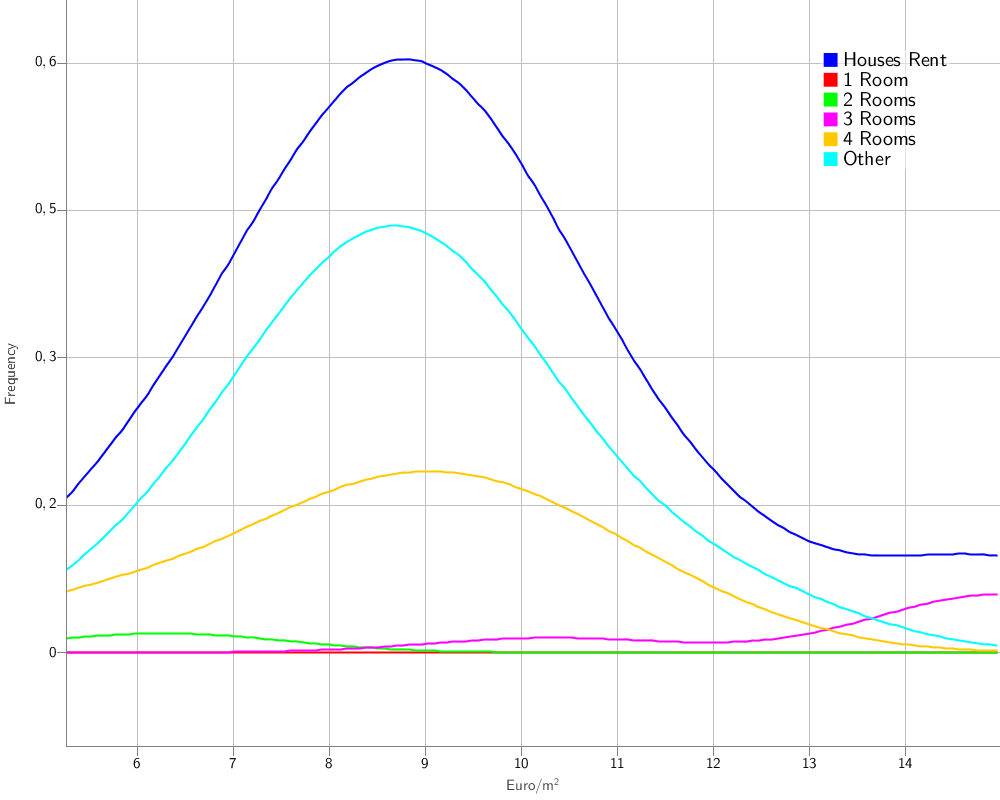 Houses Rent
1 Room
2 Rooms
3 Rooms
4 Rooms
Other
0, 6
0, 5
0, 3
0, 2
0
Frequency
6 7 8 9 10 11 12 13 14
Euro/m²